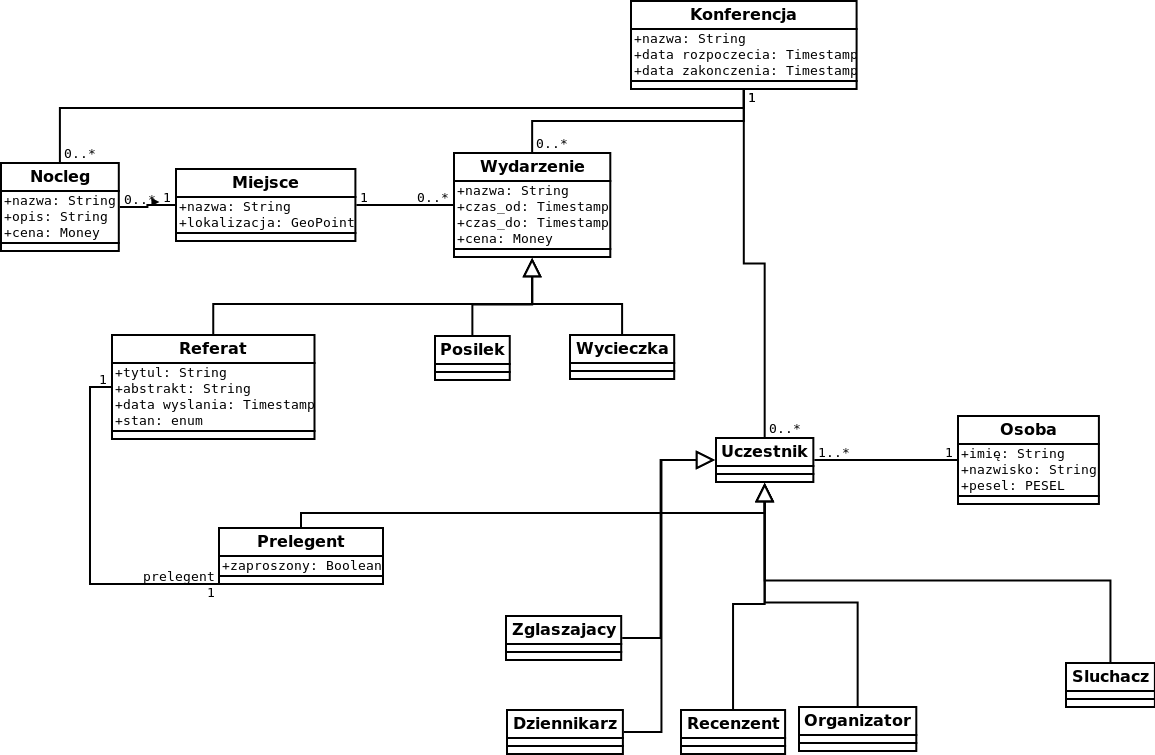 Konferencja
+nazwa: String
+data rozpoczecia: Timestamp
+data zakonczenia: Timestamp
1
0..*
0..*
Nocleg
+nazwa: String
+opis: String
+cena: Money
0..*
1
Miejsce
+nazwa: String
+lokalizacja: GeoPoint
1
0..*
Wydarzenie
+nazwa: String
+czas_od: Timestamp
+czas_do: Timestamp
+cena: Money
Referat
+tytul: String
+abstrakt: String
+data wyslania: Timestamp
+stan: enum
1
Posilek
Wycieczka
0..*
Uczestnik
1..*
1
Osoba
+imię: String
+nazwisko: String
+pesel: PESEL
Prelegent
+zaproszony: Boolean
prelegent
1
Zglaszajacy
Dziennikarz
Recenzent
Organizator
Sluchacz